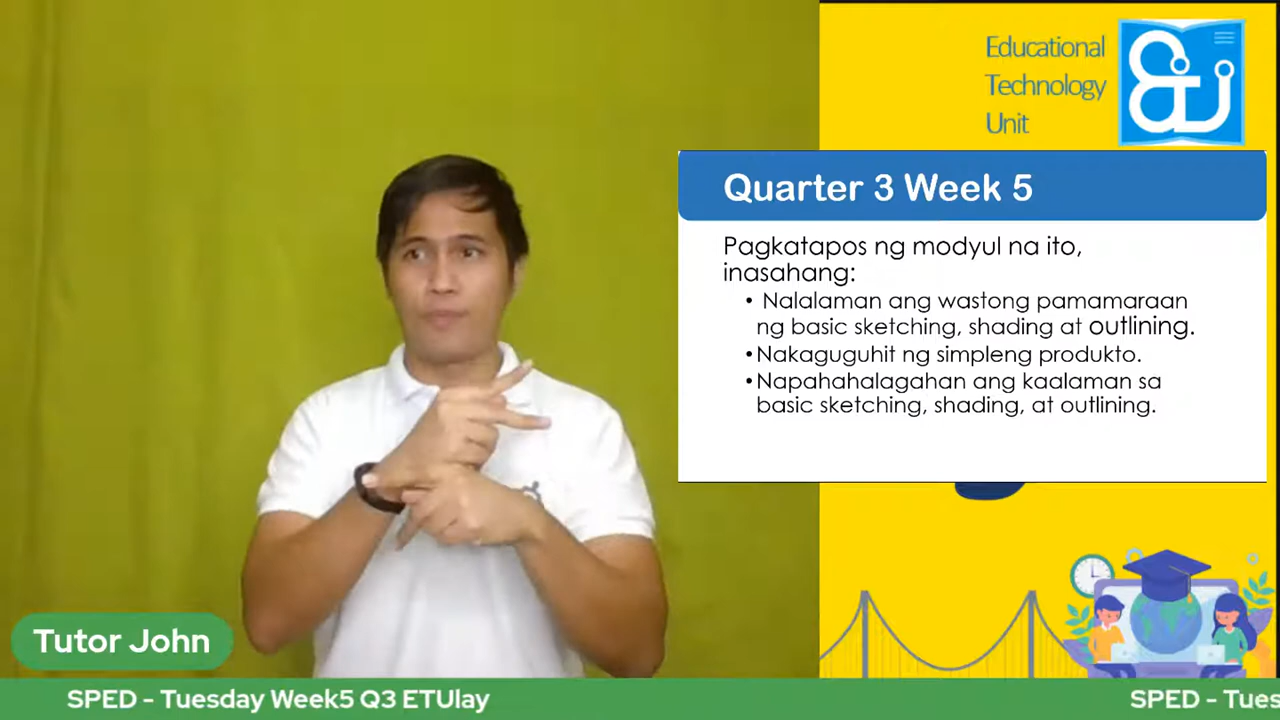 Educational
Technology
Unit
Quarter 3 Week 5
Pagkatapos ng modyul na ito,
inasahang:
• Nalalaman ang wastong pamamaraan
ng basic sketching, shading at outlining.
• Nakaguguhit ng simpleng produkto.
• Napahahalagahan ang kaalaman sa
basic sketching, shading, at outlining.
Tutor John
SPED - Tuesday Week5 Q3 ETUlay
SPED - Tues